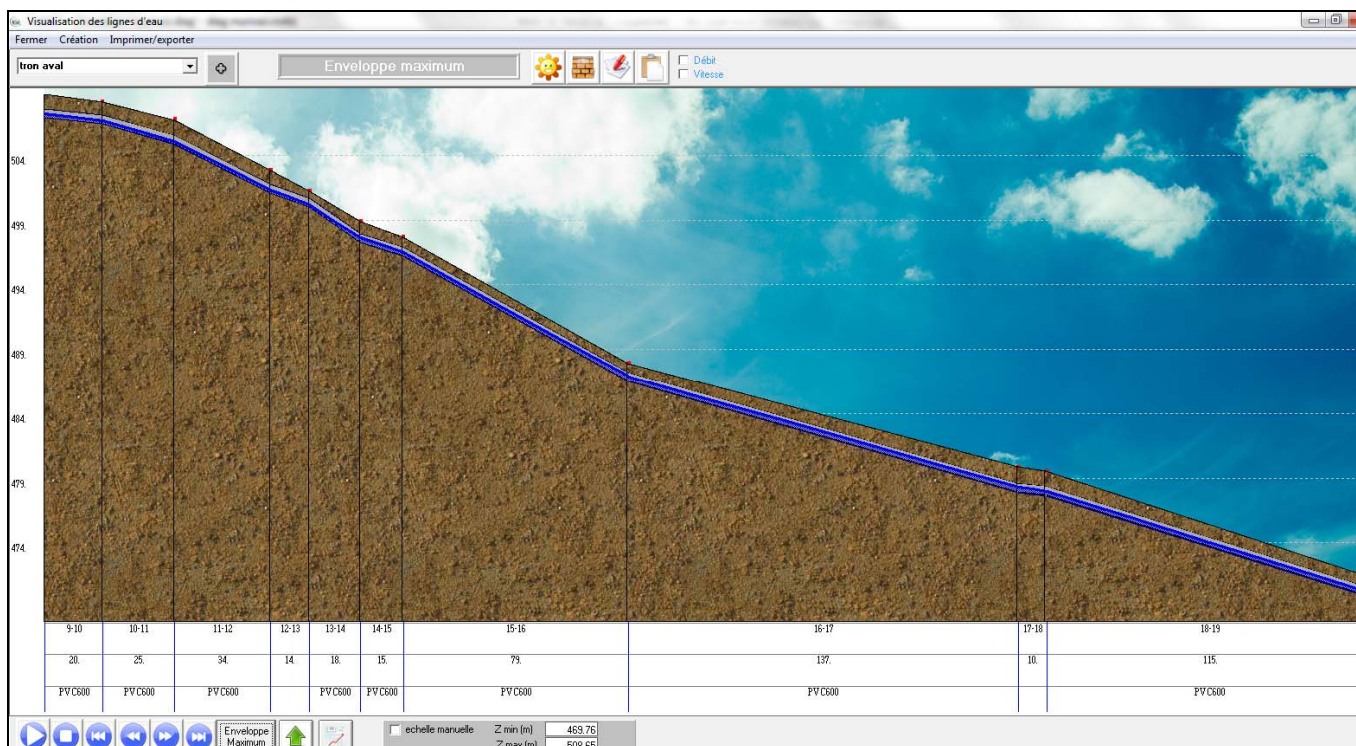 Visualisation des lignes d'eau
Fermer Création Imprimer/exporter
tron aval
Enveloppe maximum
Débit
Vitesse
504.
499.
494.
489.
484.
479.
474.
9-10 10-11 11-12 12-13 13-14 14-15 15-16 16-17 17-18 18-19
20. 25. 34. 14. 18. 15. 79. 137. 10. 115.
PVC600 PVC600 PVC600 PVC600 PVC600 PVC600 PVC600 PVC600
Enveloppe
Maximum
echelle manuelle Z min (m) 469.76
Z max (m) 508.65